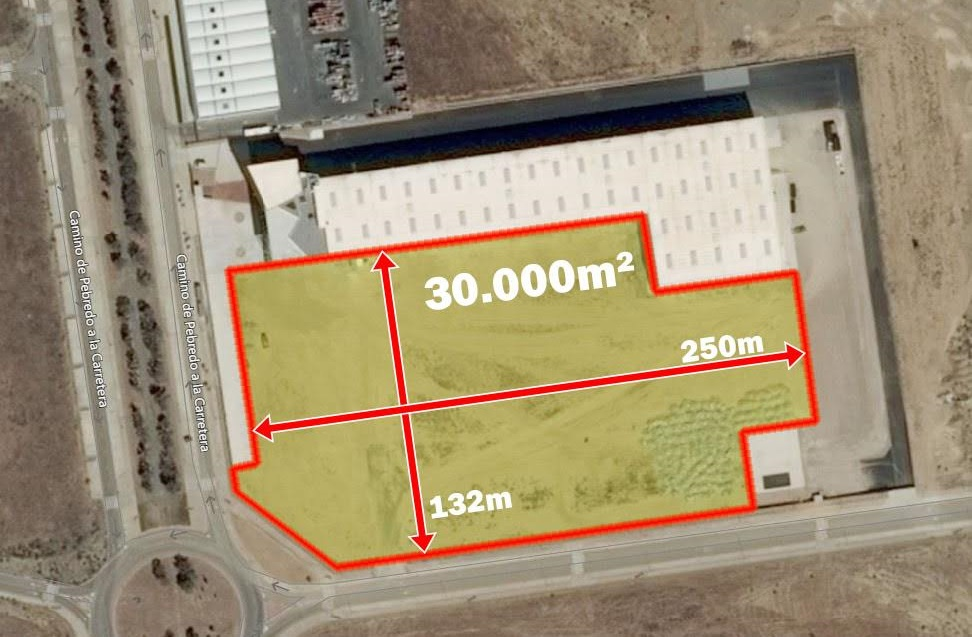 30.000m²
250m
132m
Camino de Pebredo a la Carretera
Camino de Pebredo a la Carretera